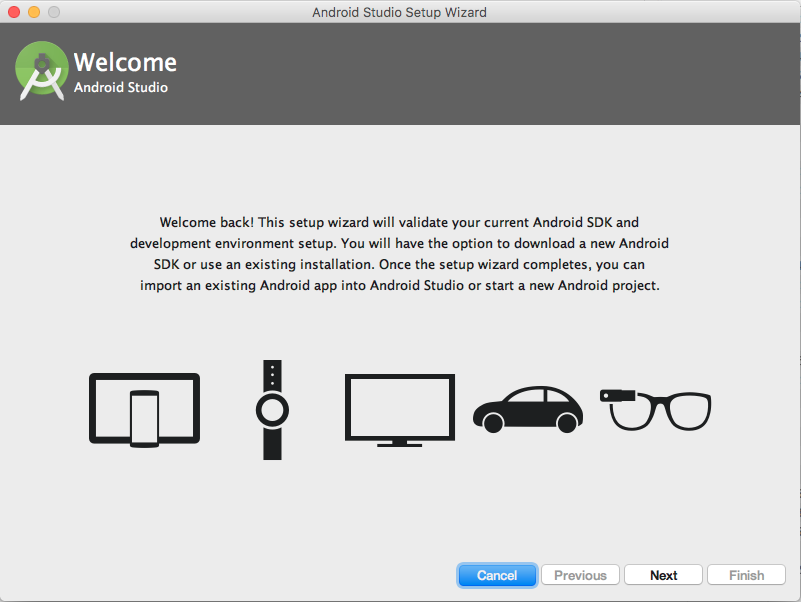 Android Studio Setup Wizard
Welcome
Android Studio
Welcome back! This setup wizard will validate your current Android SDK and
development environment setup. You will have the option to download a new Android
SDK or use an existing installation. Once the setup wizard completes, you can
import an existing Android app into Android Studio or start a new Android project.
Cancel Previous Next Finish